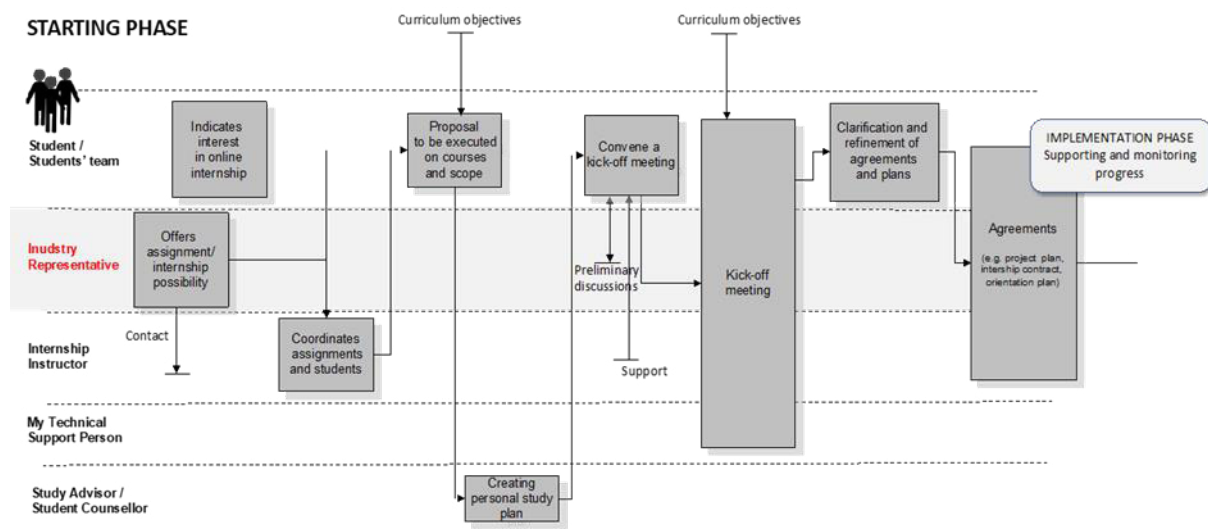 STARTING PHASE
Curriculum objectives
Curriculum objectives
Student /
Students' team
Indicates
interest
in online
internship
Proposal
to be executed
on courses
and scope
Convene a
kick-off meeting
Clarification and
refinement of
agreements
and plans
IMPLEMENTATION PHASE
Supporting and monitoring
progress
Inudstry
Representative
Offers
assignment/
internship
possibility
Preliminary
discussions
Kick-off
meeting
Agreements
(e.g. project plan,
intership contract,
orientation plan)
Contact
Internship
Instructor
Coordinates
assignments
and students
Support
My Technical
Support Person
Study Advisor /
Student Counsellor
Creating
personal study
plan